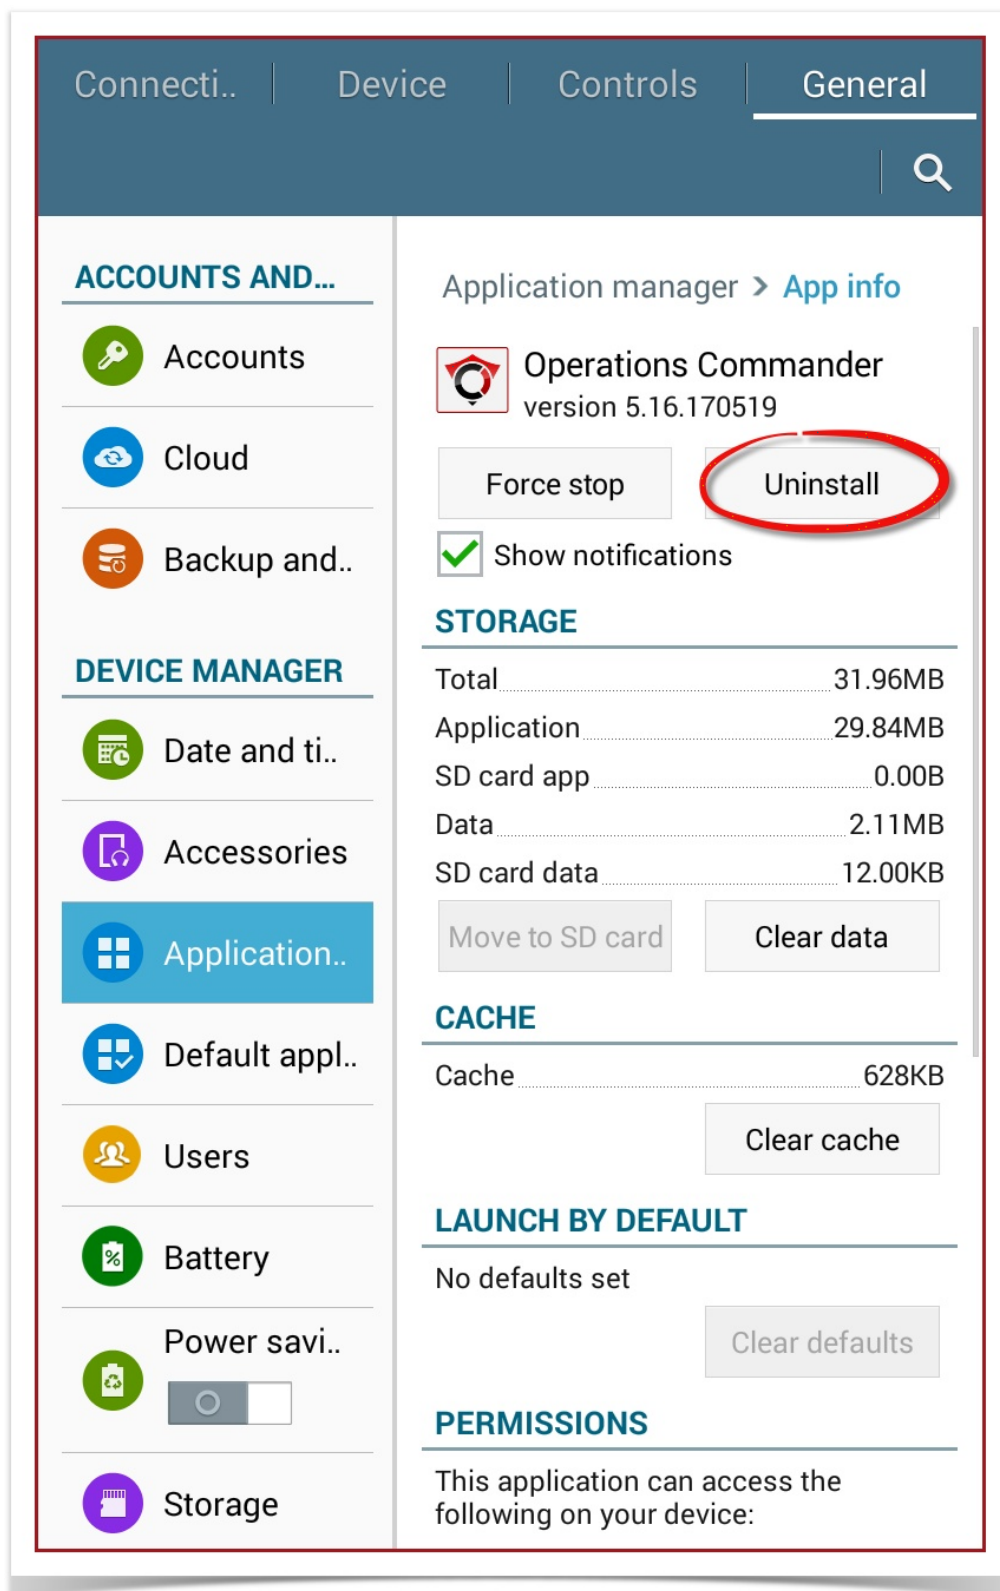 Connecti..
Device
Controls
General
ACCOUNTS AND...
Accounts
Cloud
Backup and..
DEVICE MANAGER
Date and ti..
Accessories
Application..
Default appl..
Users
Battery
Power savi..
Storage
Application manager > App info
Operations Commander
version 5.16.170519
Force stop
Uninstall
Show notifications
STORAGE
Total 31.96MB
Application 29.84MB
SD card app 0.00B
Data 2.11MB
SD card data 12.00KB
Move to SD card
Clear data
CACHE
Cache 628KB
Clear cache
LAUNCH BY DEFAULT
No defaults set
Clear defaults
PERMISSIONS
This application can access the
following on your device: